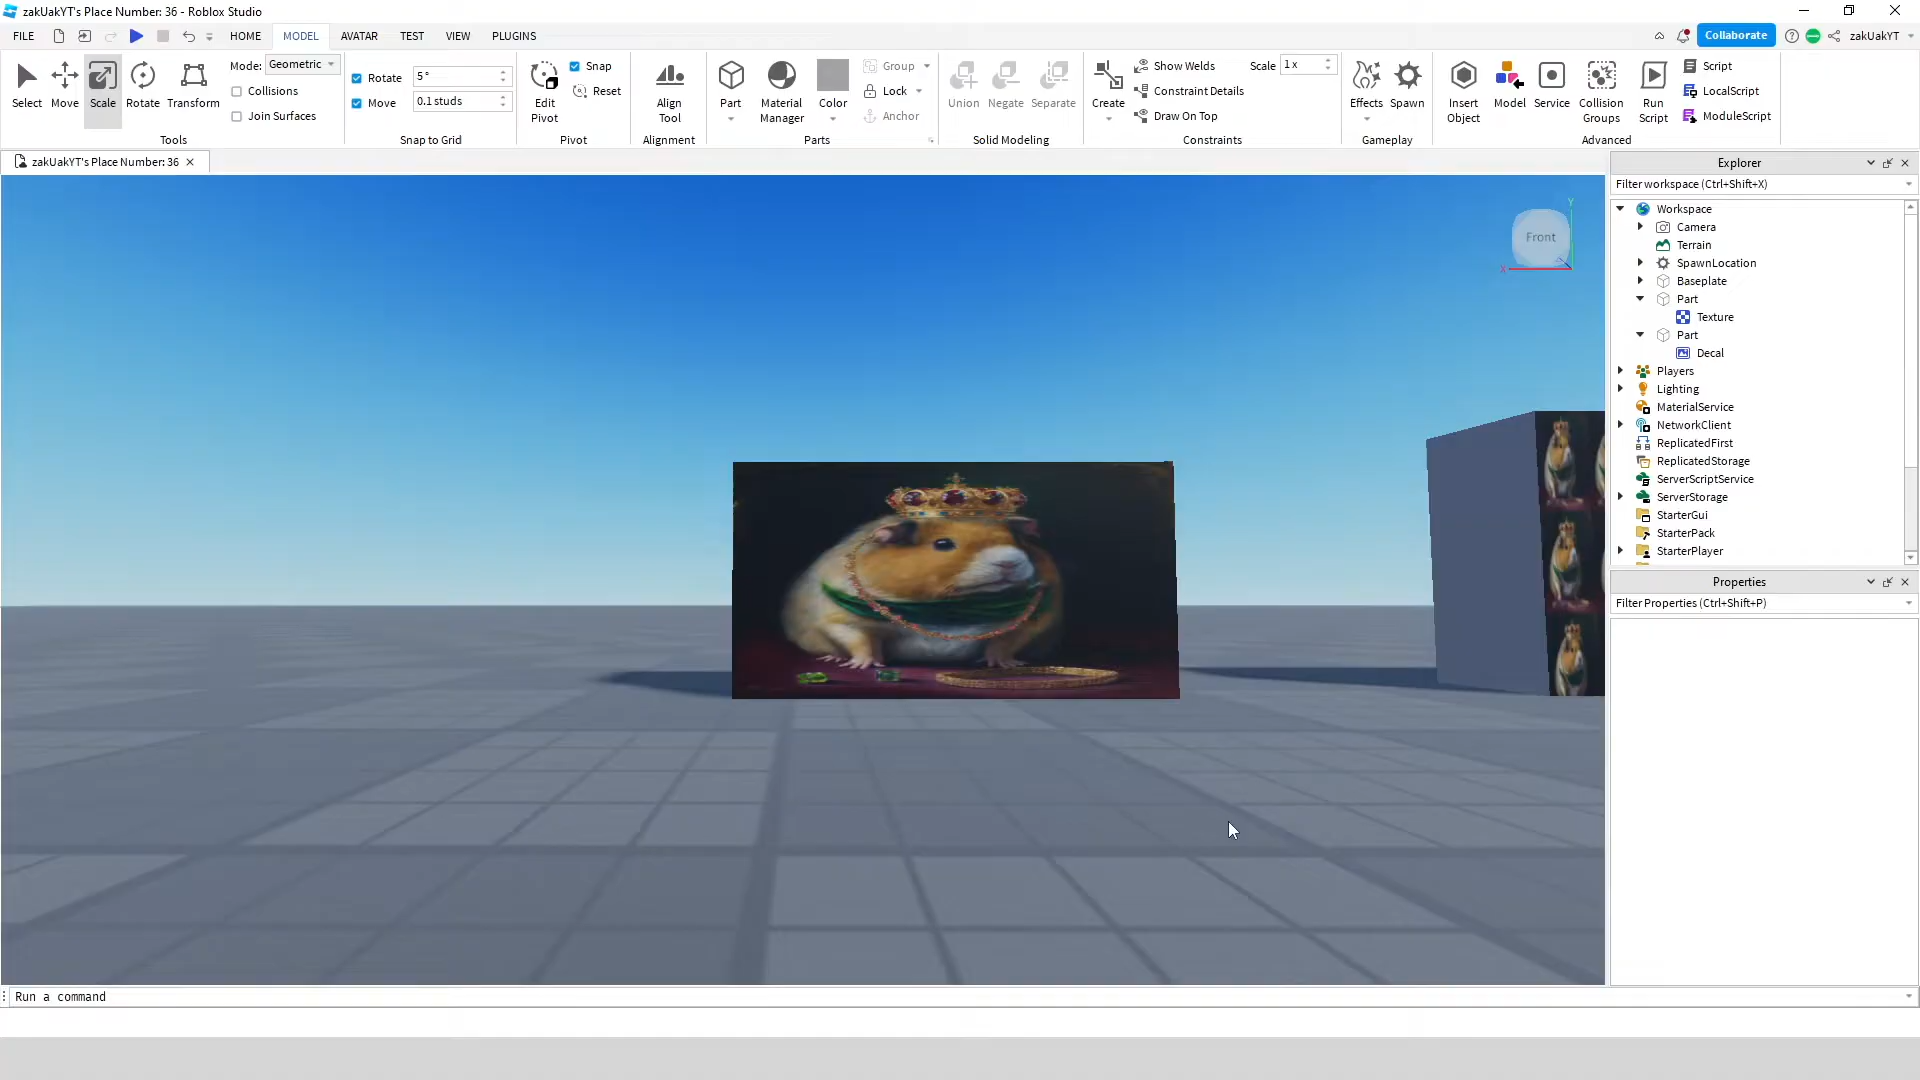 zakUakYT's Place Number: 36 - Roblox Studio
FILE HOME MODEL AVATAR TEST VIEW PLUGINS Collaborate zakUakYT
Select Move Scale Rotate Transform
Mode: Geometric
Collisions
Join Surfaces
Tools
Rotate 5°
Move 0.1 studs
Snap to Grid
Edit Pivot
Snap
Reset
Pivot
Align Tool
Alignment
Part
Material Manager
Color
Group
Lock
Anchor
Parts
Union Negate Separate
Solid Modeling
Create
Show Welds
Constraint Details
Draw On Top
Scale 1 x
Constraints
Effects Spawn
Gameplay
Insert Object
Model
Service
Collision Groups
Run Script
Script
LocalScript
ModuleScript
Advanced
zakUakYT's Place Number: 36
Front
Y
X
Explorer
Filter workspace (Ctrl+Shift+X)
Workspace
Camera
Terrain
SpawnLocation
Baseplate
Part
Texture
Part
Decal
Players
Lighting
MaterialService
NetworkClient
ReplicatedFirst
ReplicatedStorage
ServerScriptService
ServerStorage
StarterGui
StarterPack
StarterPlayer
Properties
Filter Properties (Ctrl+Shift+P)
Run a command